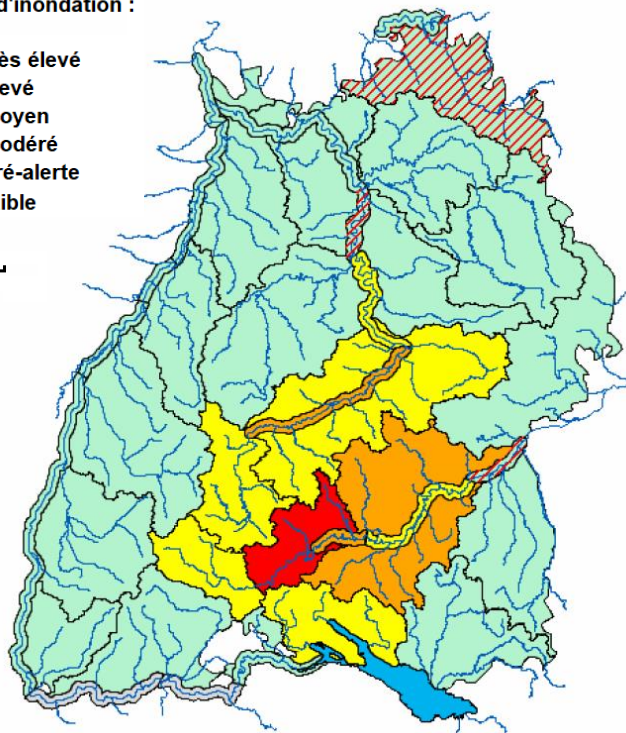 d'inondation :
ès élevé
evé
oyen
odéré
ré-alerte
ible